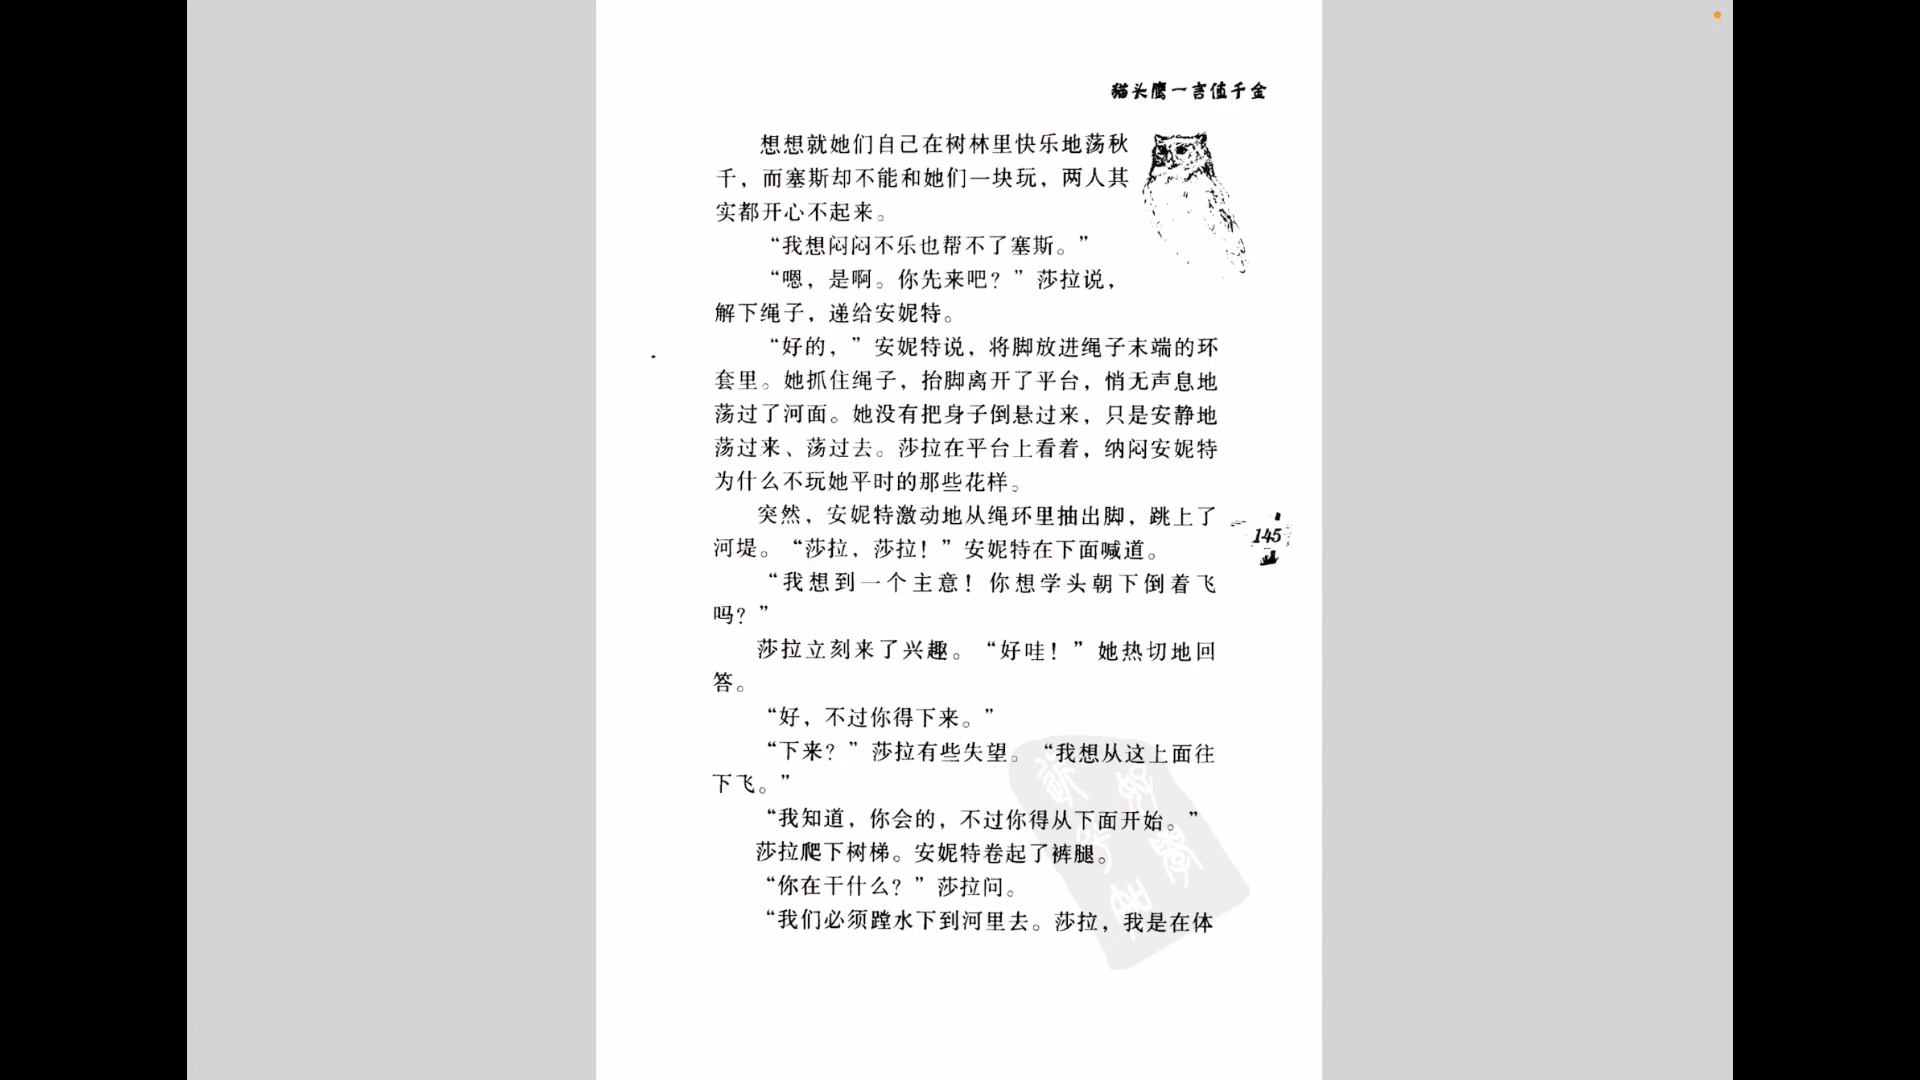 猫头鹰一言值千金
想想就她们自己在树林里快乐地荡秋
千，而塞斯却不能和她们一块玩，两人其
实都开心不起来。
“我想闷闷不乐也帮不了塞斯。”
“嗯，是啊。你先来吧？”莎拉说，
解下绳子，递给安妮特。
“好的，”安妮特说，将脚放进绳子末端的环
套里。她抓住绳子，抬脚离开了平台，悄无声息地
荡过了河面。她没有把身子倒悬过来，只是安静地
荡过来、荡过去。莎拉在平台上看着，纳闷安妮特
为什么不玩她平时的那些花样。
突然，安妮特激动地从绳环里抽出脚，跳上了
河堤。“莎拉，莎拉！”安妮特在下面喊道。
145
“我想到一个主意！你想学头朝下倒着飞
吗？”
莎拉立刻来了兴趣。“好哇！”她热切地回
答。
“好，不过你得下来。”
“下来？”莎拉有些失望。“我想从这上面往
下飞。”
“我知道，你会的，不过你得从下面开始。”
莎拉爬下树梯。安妮特卷起了裤腿。
“你在干什么？”莎拉问。
“我们必须蹚水下到河里去。莎拉，我是在体